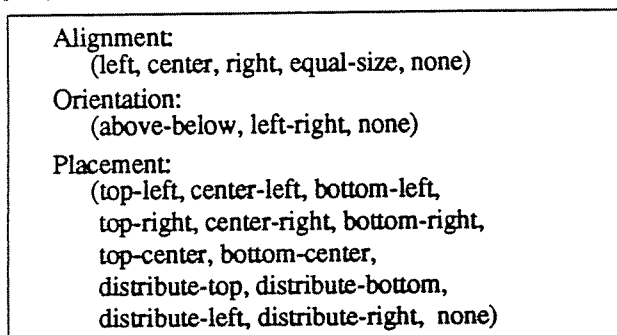 Alignment:
(left, center, right, equal-size, none)
Orientation:
(above-below, left-right, none)
Placement:
(top-left, center-left, bottom-left,
top-right, center-right, bottom-right,
top-center, bottom-center,
distribute-top, distribute-bottom,
distribute-left, distribute-right, none)